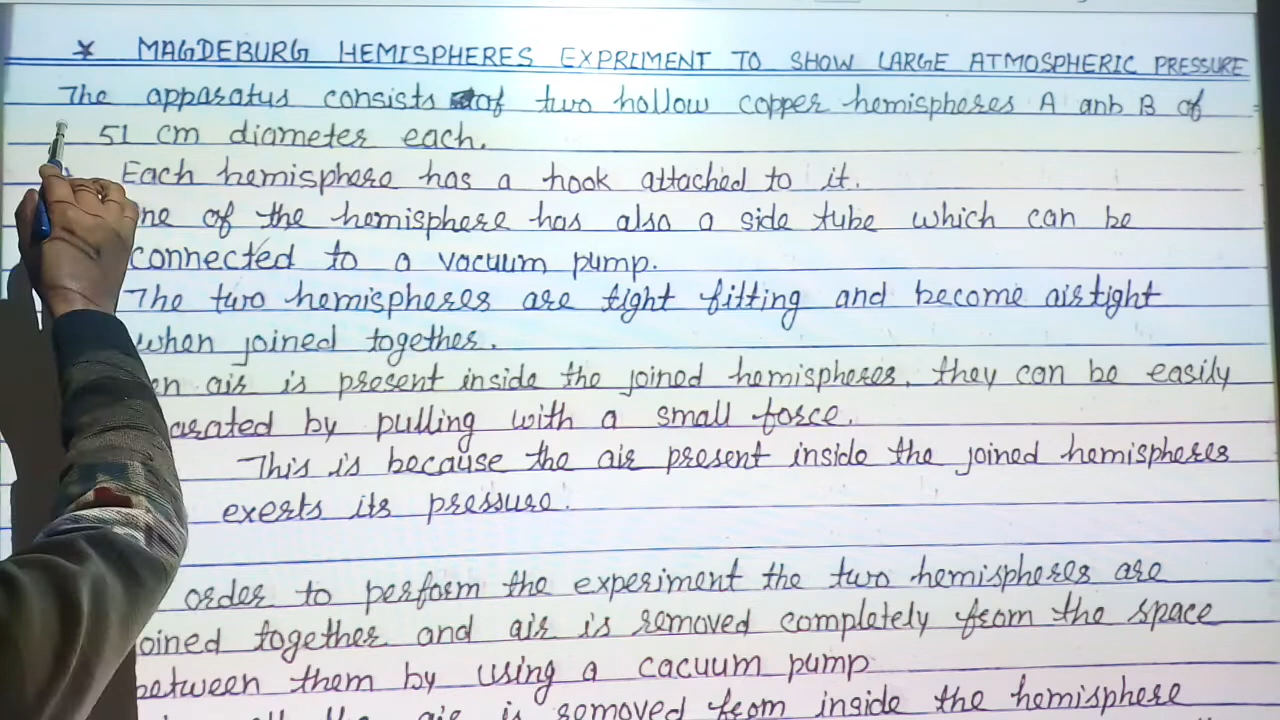 * MAGDEBURG HEMISPHERES EXPRIMENT TO SHOW LARGE ATMOSPHERIC PRESSURE
The apparatus consists of two hollow copper hemispheres A anb B of
51 cm diameter each.
Each hemisphere has a hook attached to it.
ne of the hemisphere has also a side tube which can be
connected to a vacuum pump.
The two hemispheres are tight fitting and become airtight
when joined together.
en air is present inside the joined hemispheres, they can be easily
arated by pulling with a small force.
This is because the air present inside the joined hemispheres
exerts its pressure.
order to perform the experiment the two hemispheres are
oined together and air is removed completely from the space
between them by using a cacuum pump
air is removed from inside the hemisphere